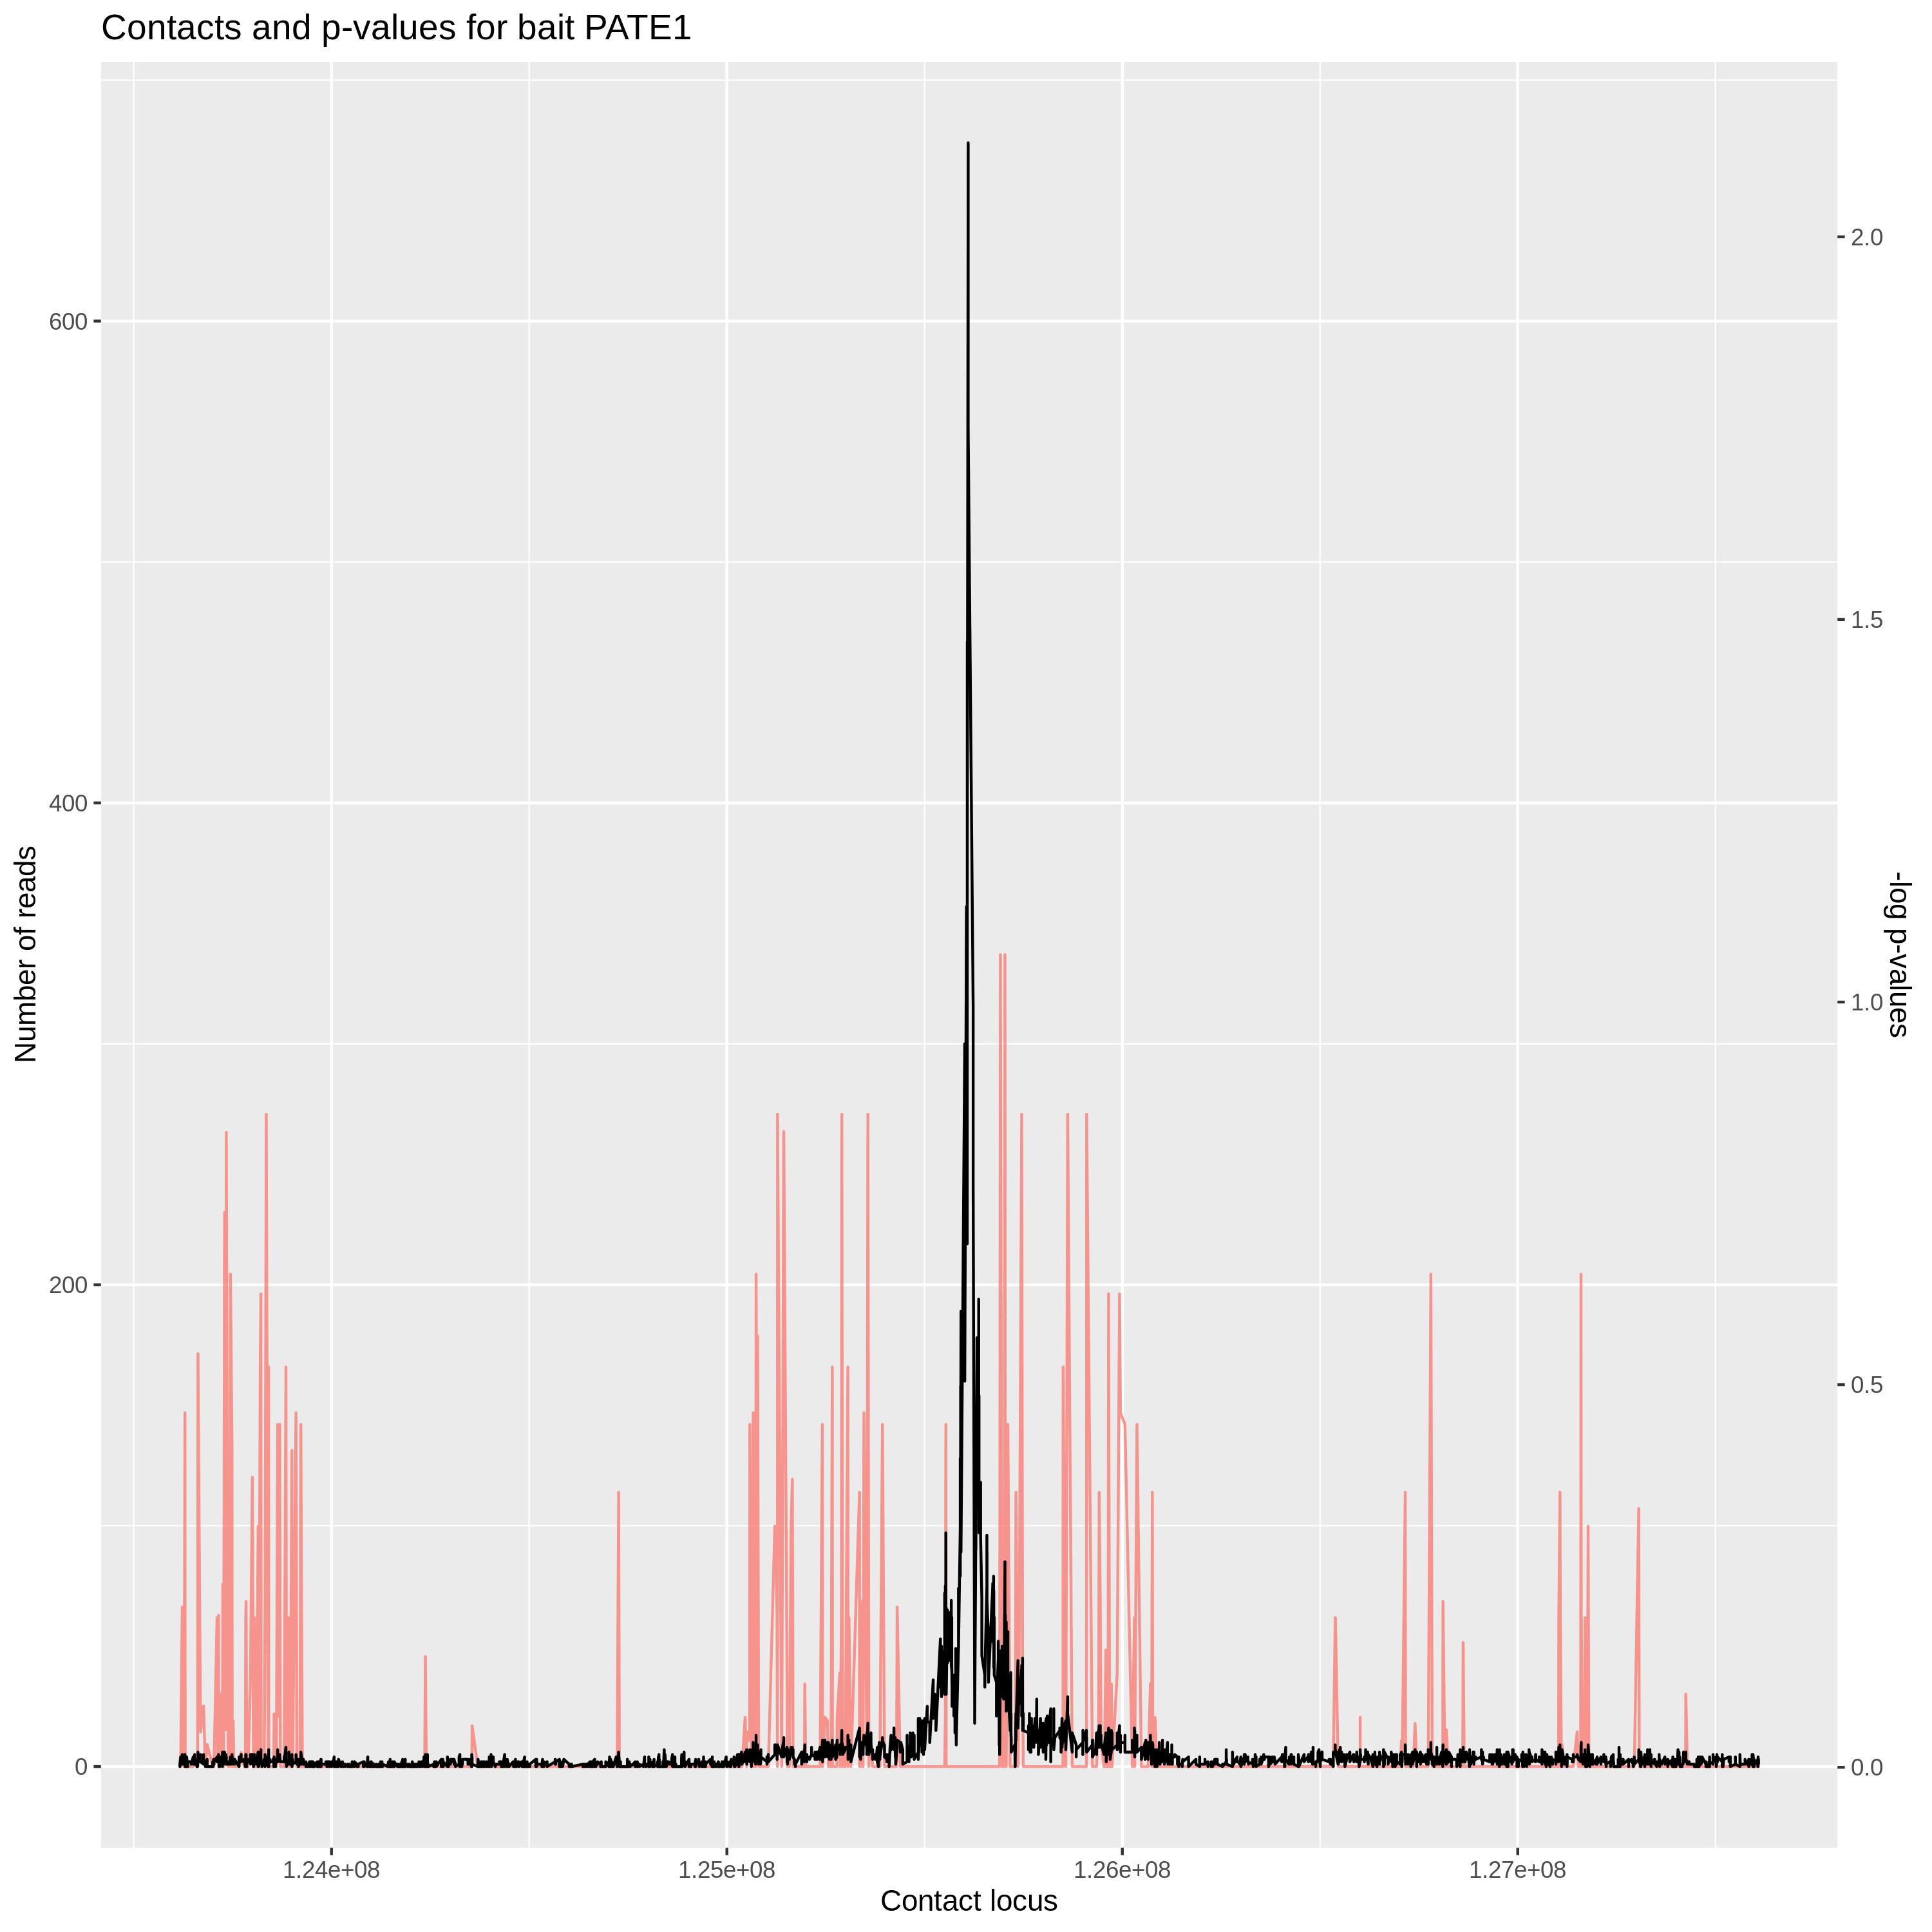 Contacts and p-values for bait PATE1
600
400
200
0
Number of reads
2.0
1.5
1.0
0.5
0.0
-log p-values
1.24e+08
1.25e+08
1.26e+08
1.27e+08
Contact locus